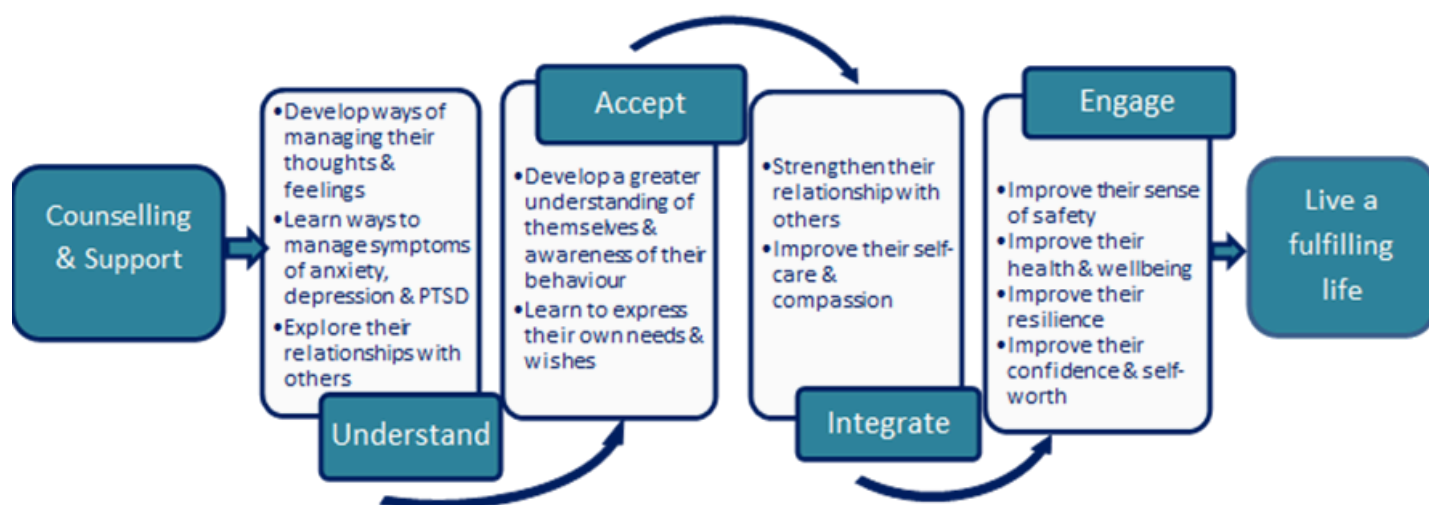 Counselling
& Support
•Develop ways of
managing their
thoughts &
feelings
•Learn ways to
manage symptoms
of anxiety,
depression & PTSD
•Explore their
relationships with
others
Understand
Accept
•Develop a greater
understanding of
themselves &
awareness of their
behaviour
•Learn to express
their own needs &
wishes
•Strengthen their
relationship with
others
•Improve their self-
care &
compassion
Integrate
Engage
•Improve their sense
of safety
•Improve their
health & wellbeing
•Improve their
resilience
•Improve their
confidence & self-
worth
Live a
fulfilling
life